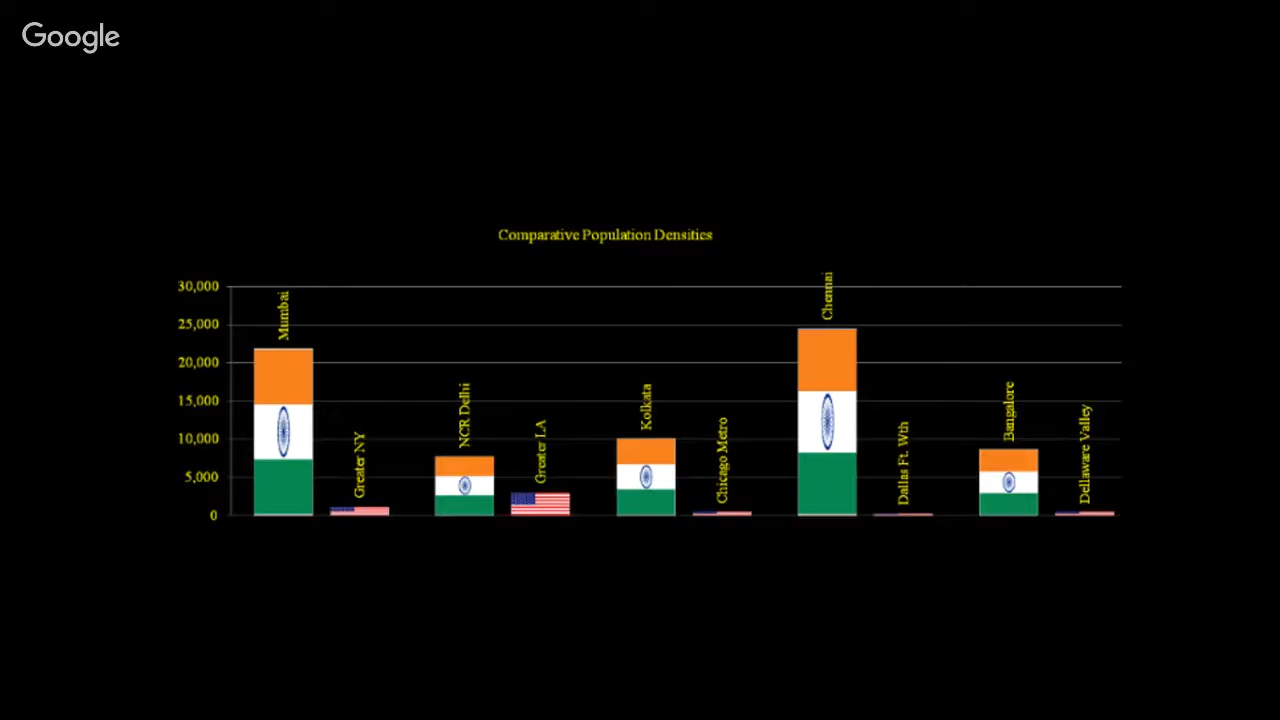 Google
Comparative Population Densities
30,000
25,000
20,000
15,000
10,000
5,000
0
Mumbai
Greater NY
NCR Delhi
Greater LA
Kolkata
Chicago Metro
Chennai
Dallas Ft. Wth
Bangalore
Dellaware Valley